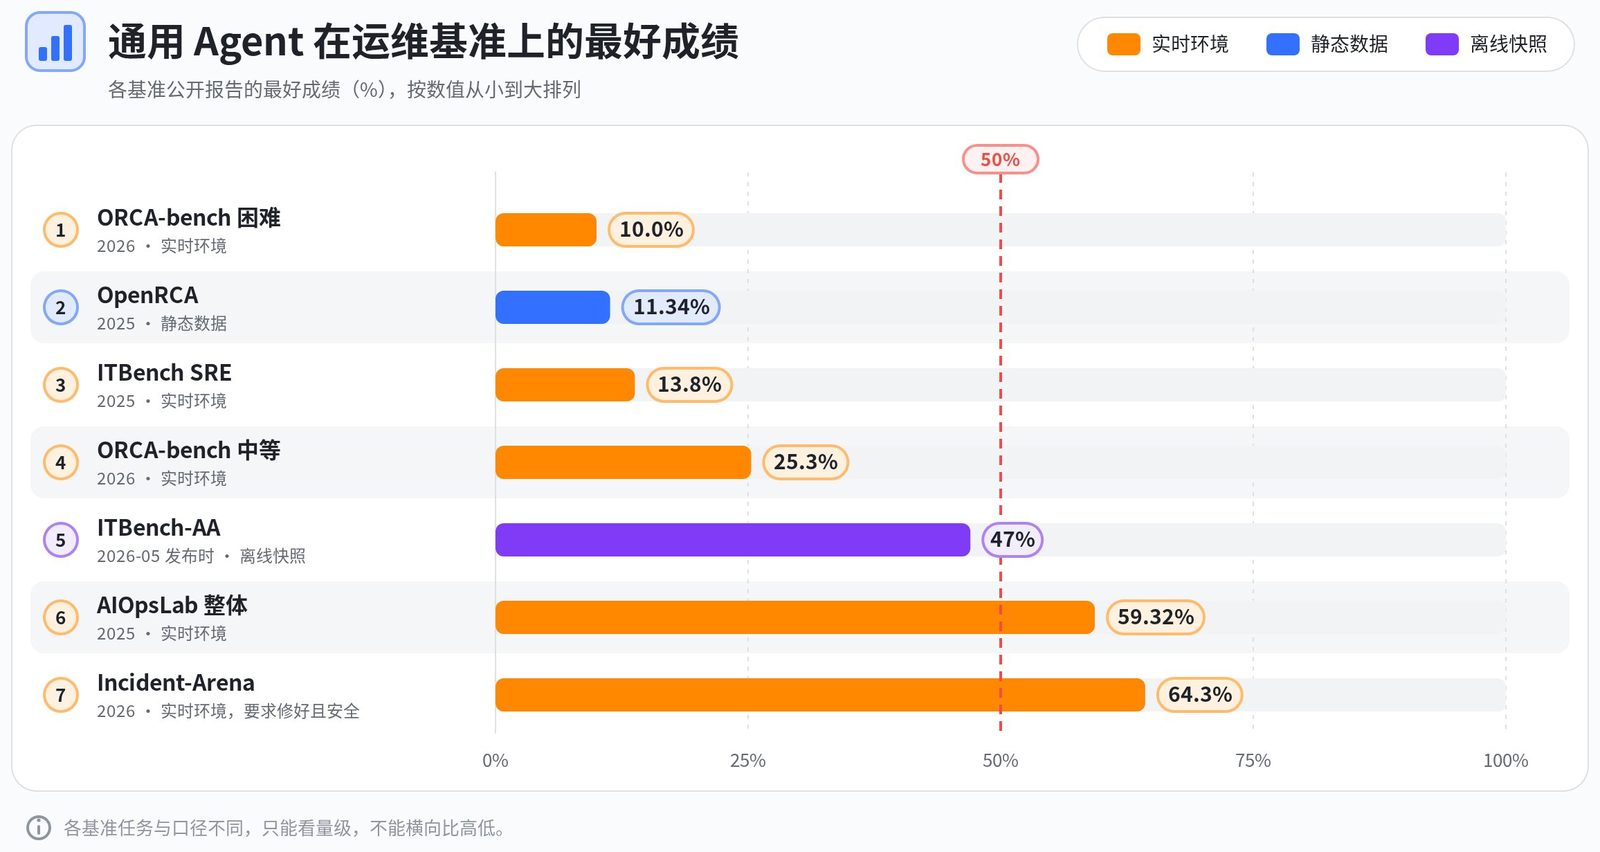 通用 Agent 在运维基准上的最好成绩
各基准公开报告的最好成绩（%），按数值从小到大排列
实时环境
静态数据
离线快照
50%
1
ORCA-bench 困难
2026 · 实时环境
10.0%
2
OpenRCA
2025 · 静态数据
11.34%
3
ITBench SRE
2025 · 实时环境
13.8%
4
ORCA-bench 中等
2026 · 实时环境
25.3%
5
ITBench-AA
2026-05 发布时 · 离线快照
47%
6
AIOpsLab 整体
2025 · 实时环境
59.32%
7
Incident-Arena
2026 · 实时环境，要求修好且安全
64.3%
0%
25%
50%
75%
100%
各基准任务与口径不同，只能看量级，不能横向比高低。